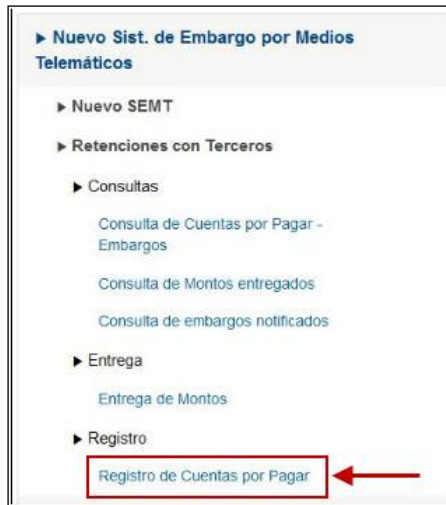 ▶ Nuevo Sist. de Embargo por Medios
Telemáticos
▶ Nuevo SEMT
▶ Retenciones con Terceros
▶ Consultas
Consulta de Cuentas por Pagar -
Embargos
Consulta de Montos entregados
Consulta de embargos notificados
▶ Entrega
Entrega de Montos
▶ Registro
Registro de Cuentas por Pagar